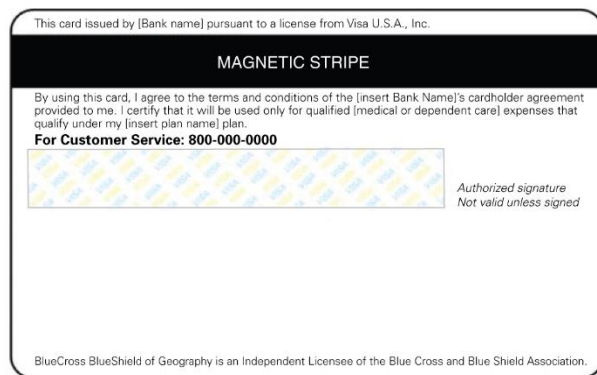 This card issued by [Bank name] pursuant to a license from Visa U.S.A., Inc.
MAGNETIC STRIPE
By using this card, I agree to the terms and conditions of the [insert Bank Name]'s cardholder agreement
provided to me. I certify that it will be used only for qualified [medical or dependent care] expenses that
qualify under my [insert plan name] plan.
For Customer Service: 800-000-0000
Authorized signature
Not valid unless signed
BlueCross BlueShield of Geography is an Independent Licensee of the Blue Cross and Blue Shield Association.